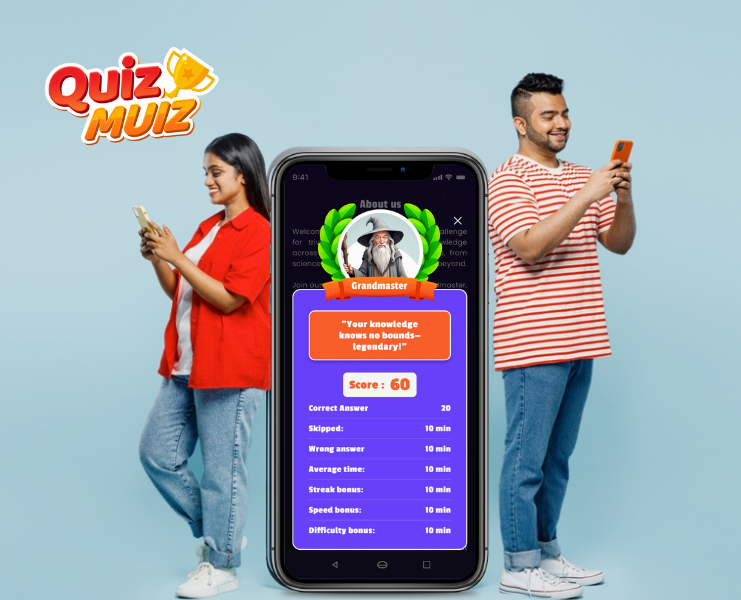 Quiz
MUIZ
9:41
About us
Welcom
challenge
for tri
wledge
across
, from
science
beyond.
Join our
dmaster,
Grandmaster
"Your knowledge
knows no bounds—
legendary!"
Score : 60
Correct Answer 20
Skipped: 10 min
Wrong answer 10 min
Average time: 10 min
Streak bonus: 10 min
Speed bonus: 10 min
Difficulty bonus: 10 min